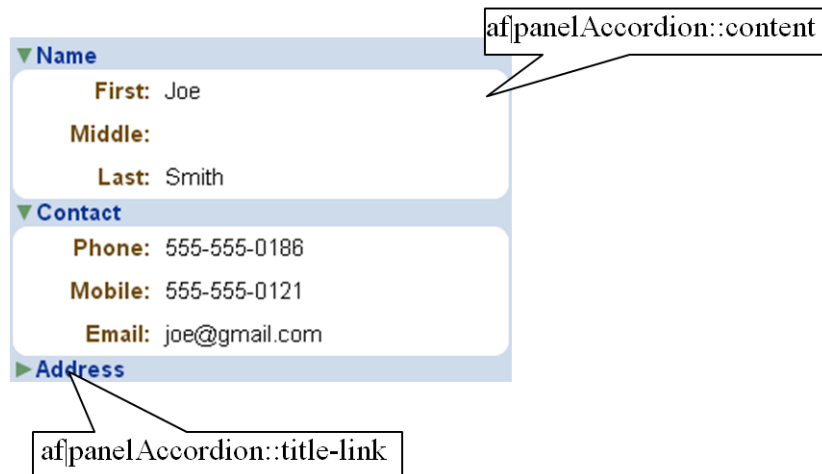 af|panelAccordion::content
Name
First: Joe
Middle:
Last: Smith
Contact
Phone: 555-555-0186
Mobile: 555-555-0121
Email: joe@gmail.com
Address
af|panelAccordion::title-link